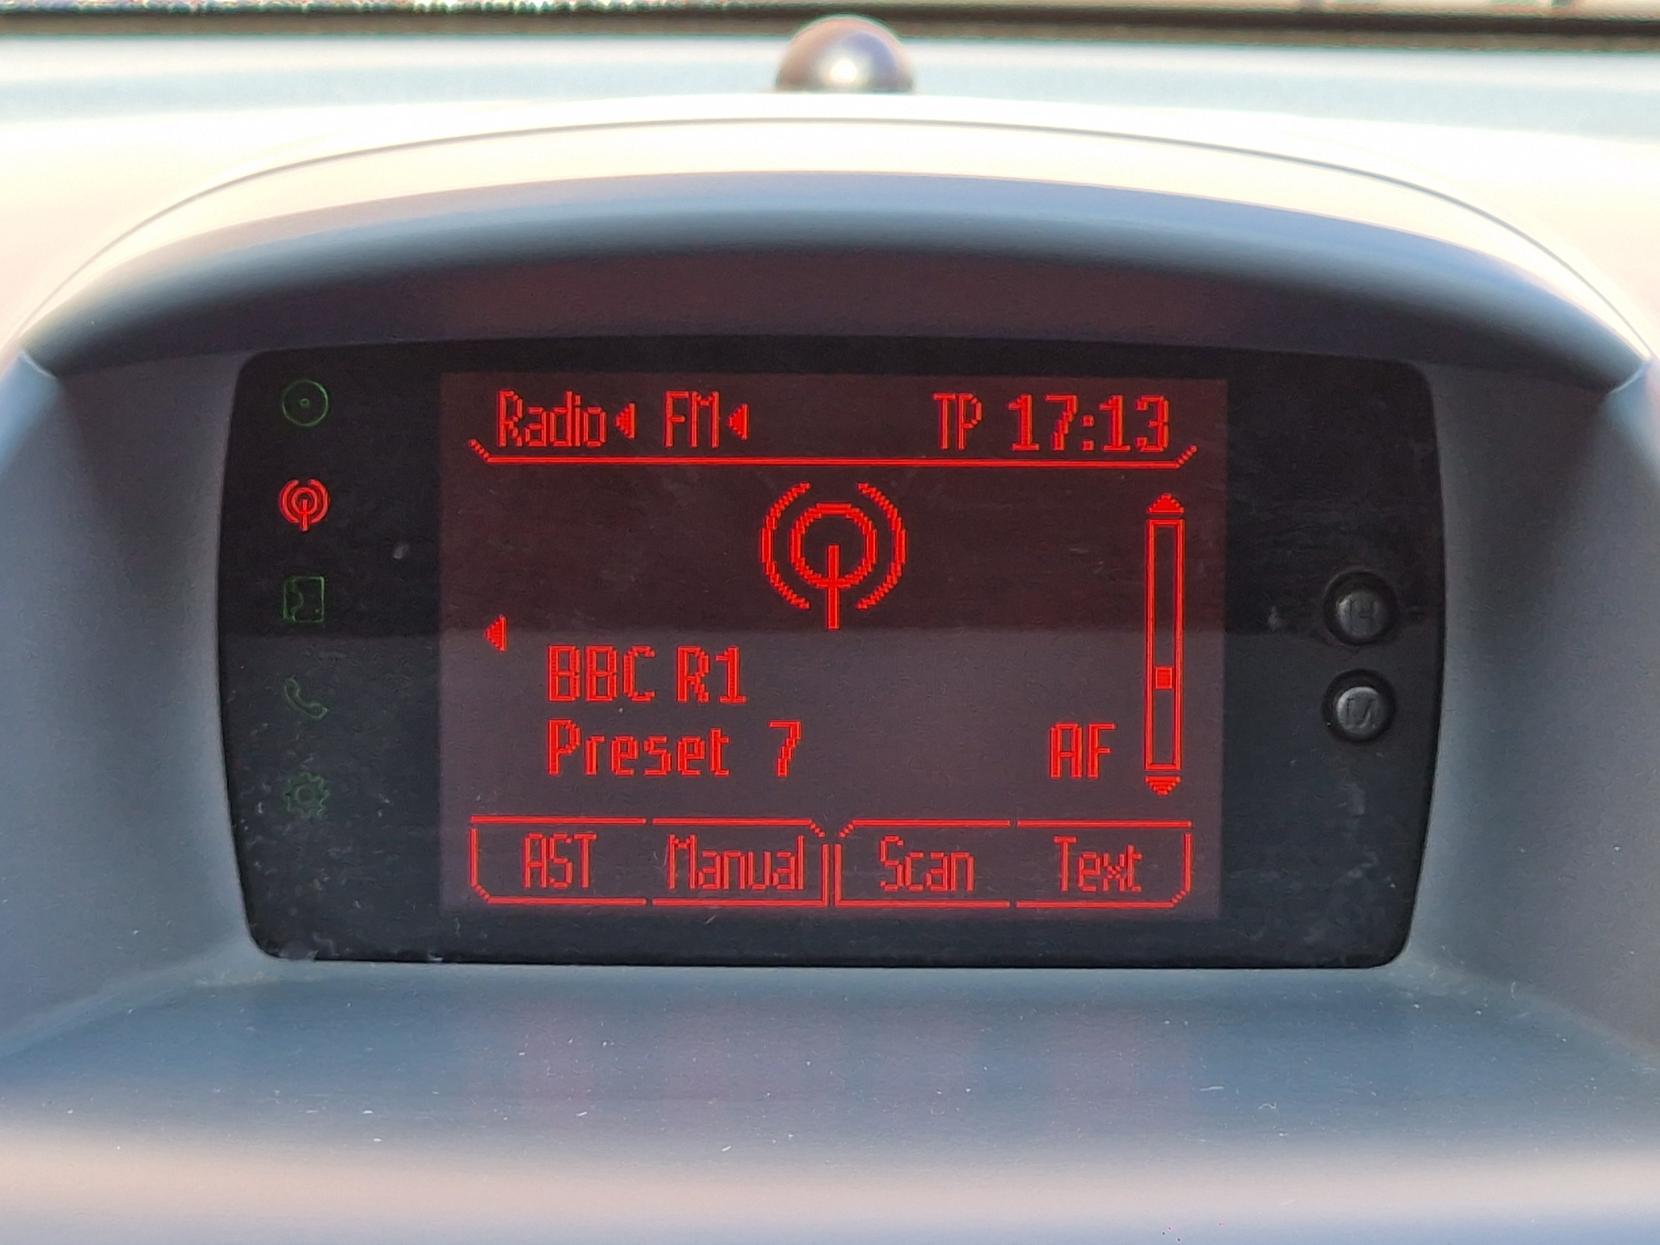 Radio FM TP 17:13
BBC R1
Preset 7 AF
AST Manual Scan Text
H
M